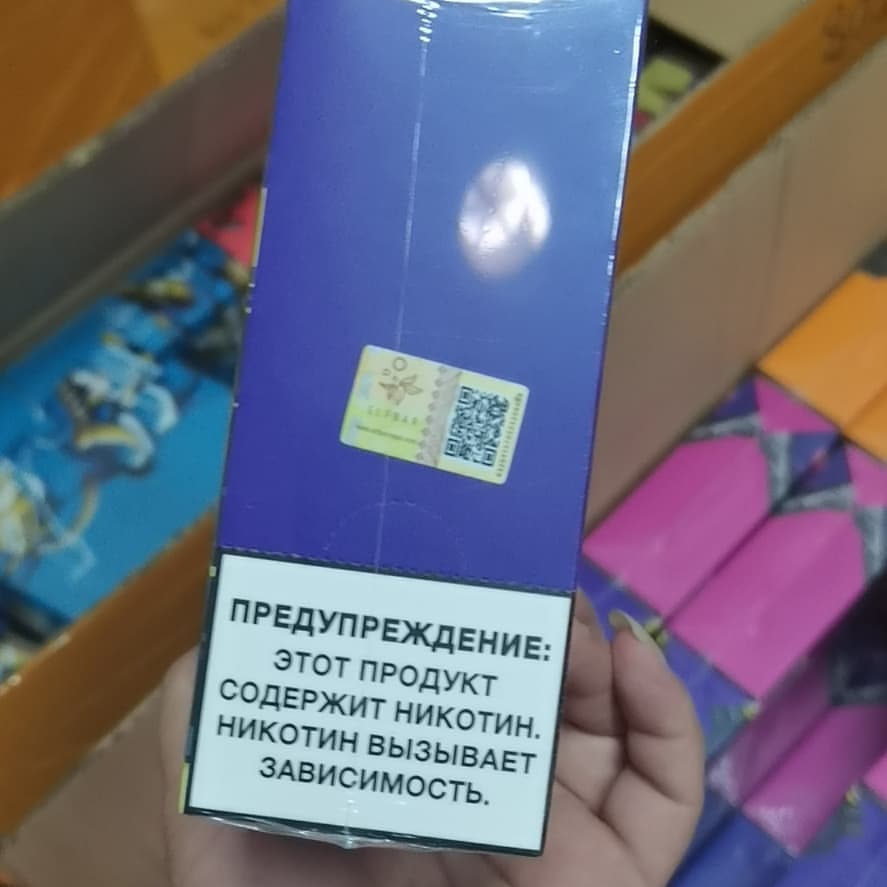 ПРЕДУПРЕЖДЕНИЕ:
ЭТОТ ПРОДУКТ
СОДЕРЖИТ НИКОТИН.
НИКОТИН ВЫЗЫВАЕТ
ЗАВИСИМОСТЬ.